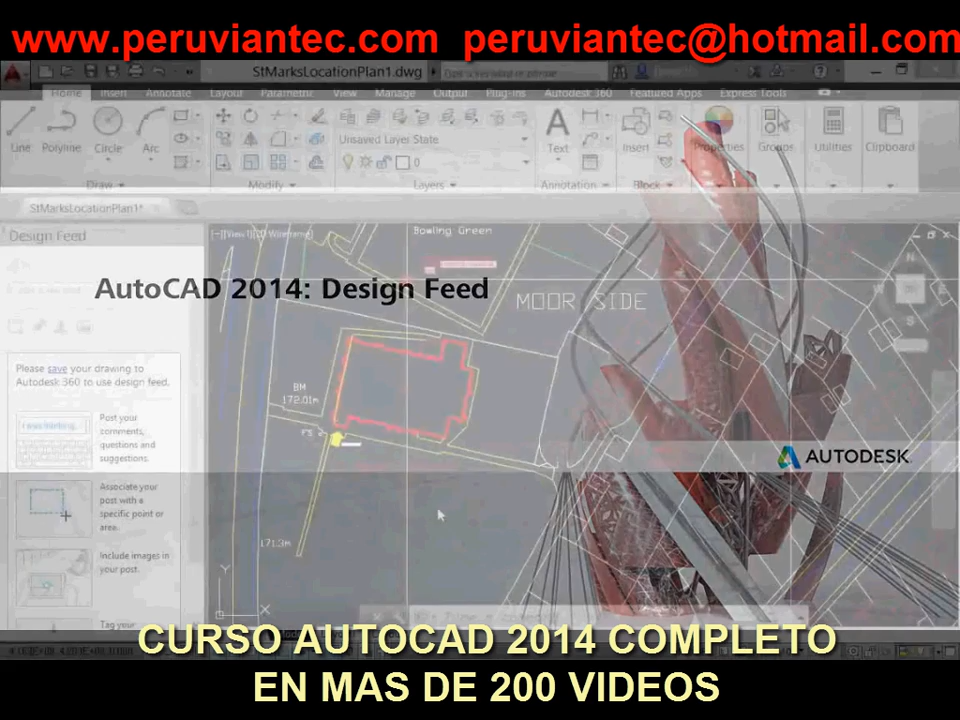 www.peruviantec.com peruviantec@hotmail.com
StMarksLocationPlan1.dwg
Home Insert Annotate Layout Parametric View Manage Output Plug-ins Autodesk 360 Featured Apps Express Tools
Unsaved Layer State
0
Line Polyline Circle Arc Text Insert Properties Groups Utilities Clipboard
Draw Modify Layers Annotation Block
StMarksLocationPlan1*
Design Feed
[-][View1][2D Wireframe]
Bowling Green
AutoCAD 2014: Design Feed
MOOR SIDE
N
S
Please save your drawing to
Autodesk 360 to use design feed.
BM
172.01m
FS
Post your
comments,
questions and
suggestions.
AUTODESK.
Associate your
post with a
specific point or
area.
171.3m
Include images in
your post.
Y
X
Tag your
CURSO AUTOCAD 2014 COMPLETO
EN MAS DE 200 VIDEOS